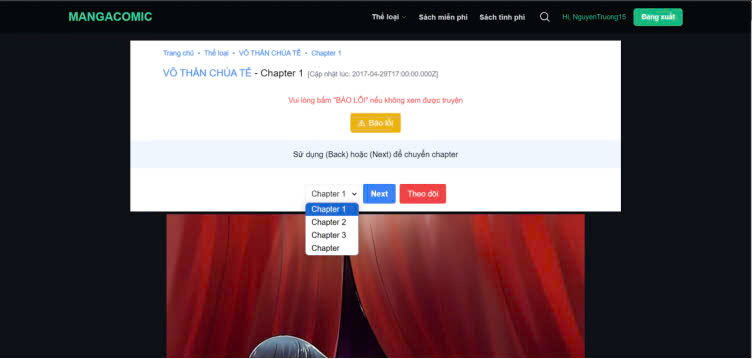 MANGACOMIC Thể loại Sách miễn phí Sách tính phí Hi, NguyenTruong15 Đăng xuất
Trang chủ • Thể loại • VÕ THẦN CHÚA TỂ • Chapter 1
VÕ THẦN CHÚA TỂ - Chapter 1 [Cập nhật lúc: 2017-04-29T17:00:00.000Z]
Vui lòng bấm "BÁO LỖI" nếu không xem được truyện
Báo lỗi
Sử dụng (Back) hoặc (Next) để chuyển chapter
Chapter 1 Next Theo dõi
Chapter 1
Chapter 2
Chapter 3
Chapter